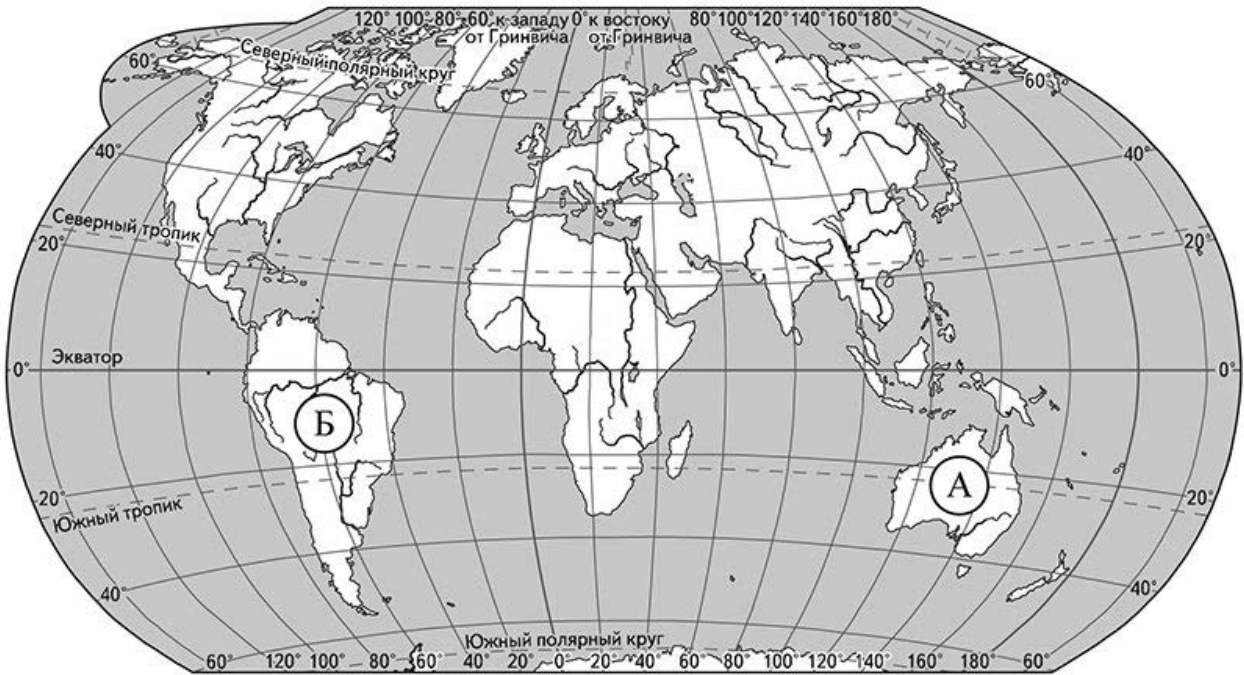 120° 100° 80° 60° к западу 0° к востоку 80° 100° 120° 140° 160° 180°
от Гринвича от Гринвича
Северный полярный круг
60° 60°
40° 40°
Северный тропик
20° 20°
Экватор
0° 0°
Б
А
20° 20°
Южный тропик
40° 40°
Южный полярный круг
60° 120° 100° 80° 60° 40° 20° 0° 20° 40° 60° 80° 100° 120° 140° 180° 60°